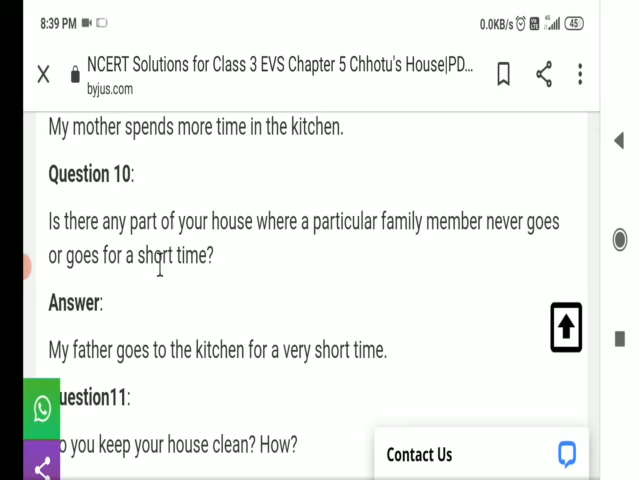 8:39 PM
0.0KB/s 4G 45
NCERT Solutions for Class 3 EVS Chapter 5 Chhotu's House|PD...
byjus.com
My mother spends more time in the kitchen.
Question 10:
Is there any part of your house where a particular family member never goes
or goes for a short time?
Answer:
My father goes to the kitchen for a very short time.
uestion11:
o you keep your house clean? How?
Contact Us